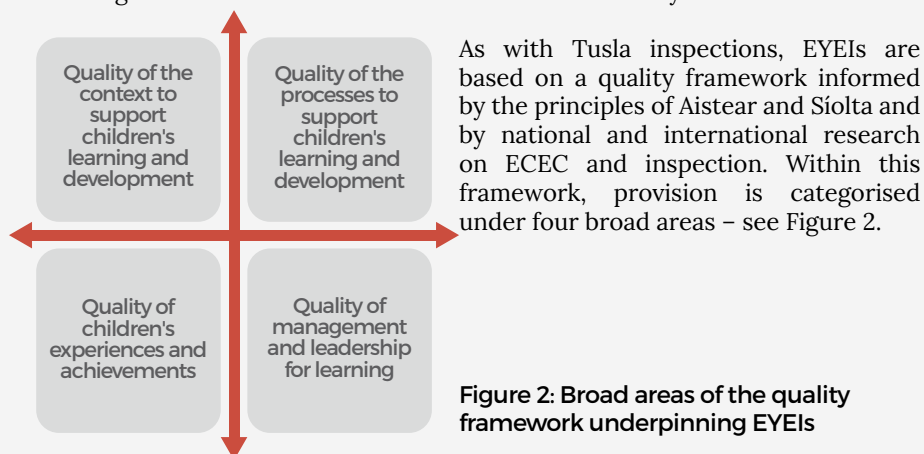 Quality of the
context to
support
children's
learning and
development
Quality of the
processes to
support
children's
learning and
development
Quality of
children's
experiences and
achievements
Quality of
management
and leadership
for learning
As with Tusla inspections, EYEIs are
based on a quality framework informed
by the principles of Aistear and Síolta and
by national and international research
on ECEC and inspection. Within this
framework, provision is categorised
under four broad areas – see Figure 2.
Figure 2: Broad areas of the quality
framework underpinning EYEIs